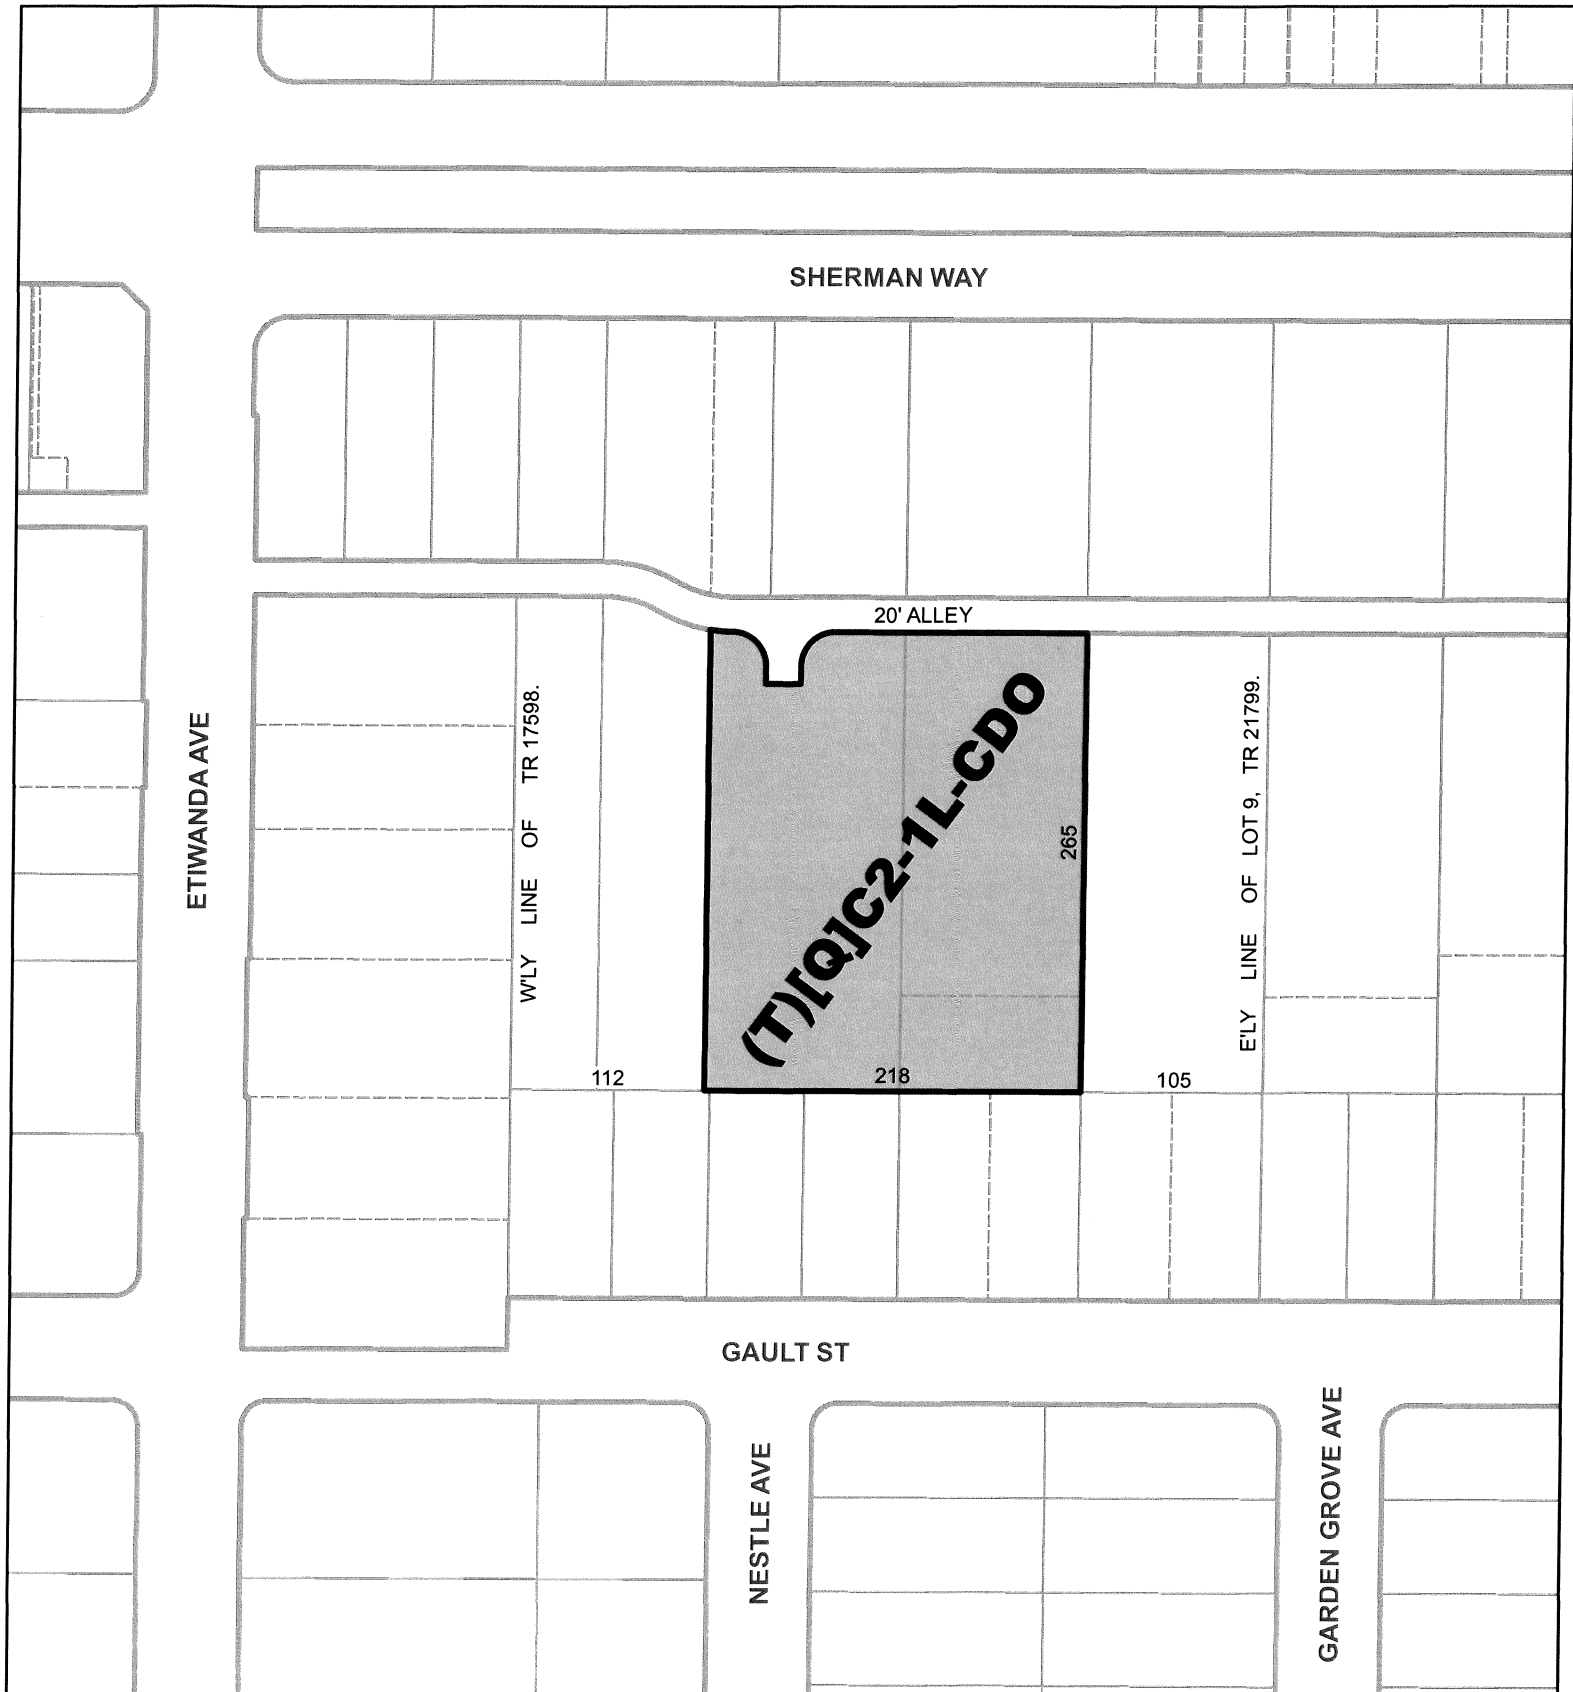 SHERMAN WAY
20' ALLEY
ETIWANDA AVE
W'LY LINE OF TR 17598.
(T)[Q]C2-1L-CDO
265
E'LY LINE OF LOT 9, TR 21799.
112
218
105
GAULT ST
NESTLE AVE
GARDEN GROVE AVE